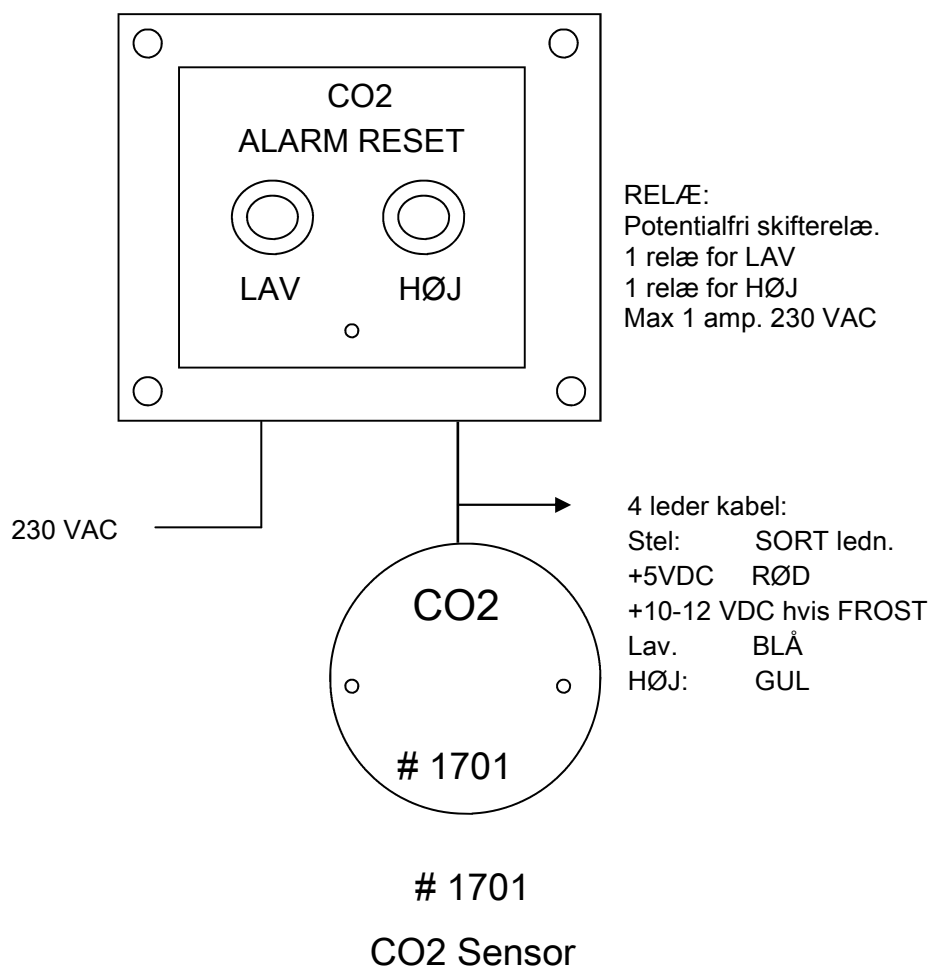 CO2
ALARM RESET
LAV HØJ
RELÆ:
Potentialfri skifterelæ.
1 relæ for LAV
1 relæ for HØJ
Max 1 amp. 230 VAC
230 VAC
4 leder kabel:
Stel: SORT ledn.
+5VDC RØD
+10-12 VDC hvis FROST
Lav. BLÅ
HØJ: GUL
CO2
# 1701
# 1701
CO2 Sensor